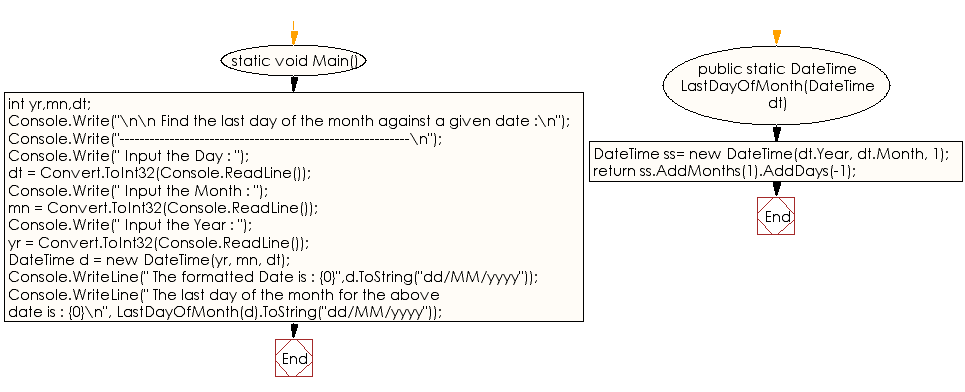 static void Main()
int yr,mn,dt;
Console.Write("\n\n Find the last day of the month against a given date :\n");
Console.Write("----------------------------------------------------------\n");
Console.Write(" Input the Day : ");
dt = Convert.ToInt32(Console.ReadLine());
Console.Write(" Input the Month : ");
mn = Convert.ToInt32(Console.ReadLine());
Console.Write(" Input the Year : ");
yr = Convert.ToInt32(Console.ReadLine());
DateTime d = new DateTime(yr, mn, dt);
Console.WriteLine(" The formatted Date is : {0}",d.ToString("dd/MM/yyyy"));
Console.WriteLine(" The last day of the month for the above
date is : {0}\n", LastDayOfMonth(d).ToString("dd/MM/yyyy"));
End
public static DateTime
LastDayOfMonth(DateTime
dt)
DateTime ss= new DateTime(dt.Year, dt.Month, 1);
return ss.AddMonths(1).AddDays(-1);
End